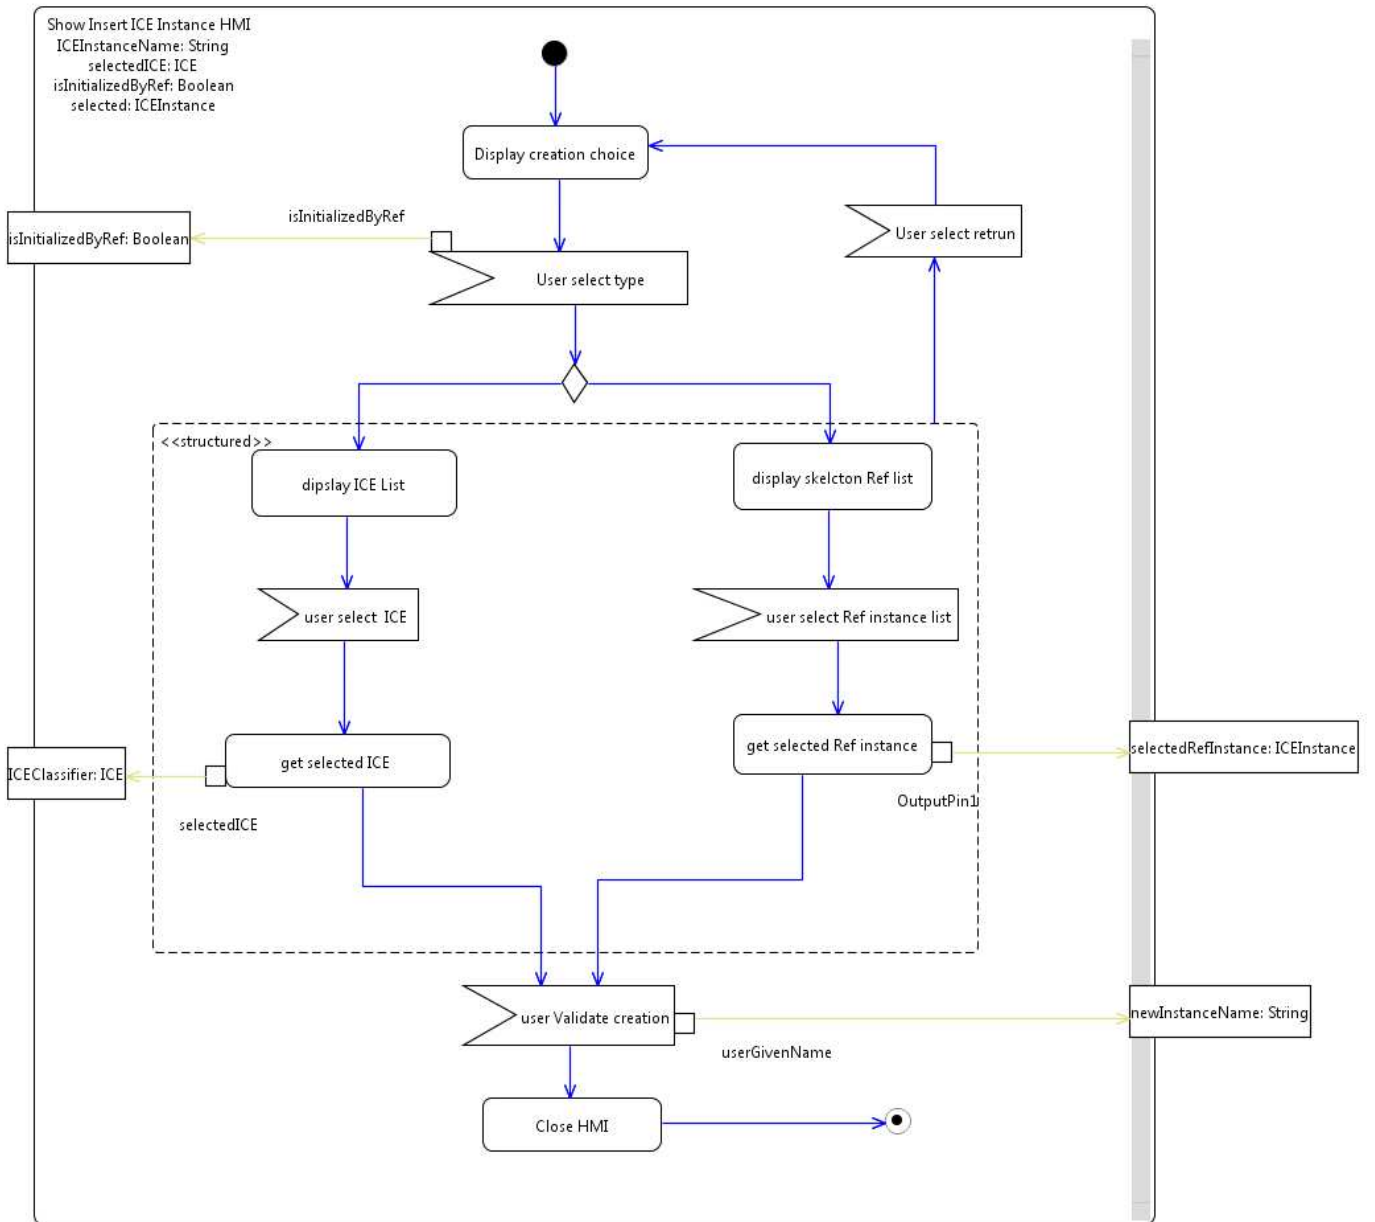 Show Insert ICE Instance HMI
ICEInstanceName: String
selectedICE: ICE
isInitializedByRef: Boolean
selected: ICEInstance
Display creation choice
isInitializedByRef
isInitializedByRef: Boolean
User select retrun
User select type
<<structured>>
dipslay ICE List
display skelcton Ref list
user select  ICE
user select Ref instance list
get selected ICE
get selected Ref instance
selectedRefInstance: ICEInstance
ICEClassifier: ICE
OutputPin1
selectedICE
user Validate creation
newInstanceName: String
userGivenName
Close HMI